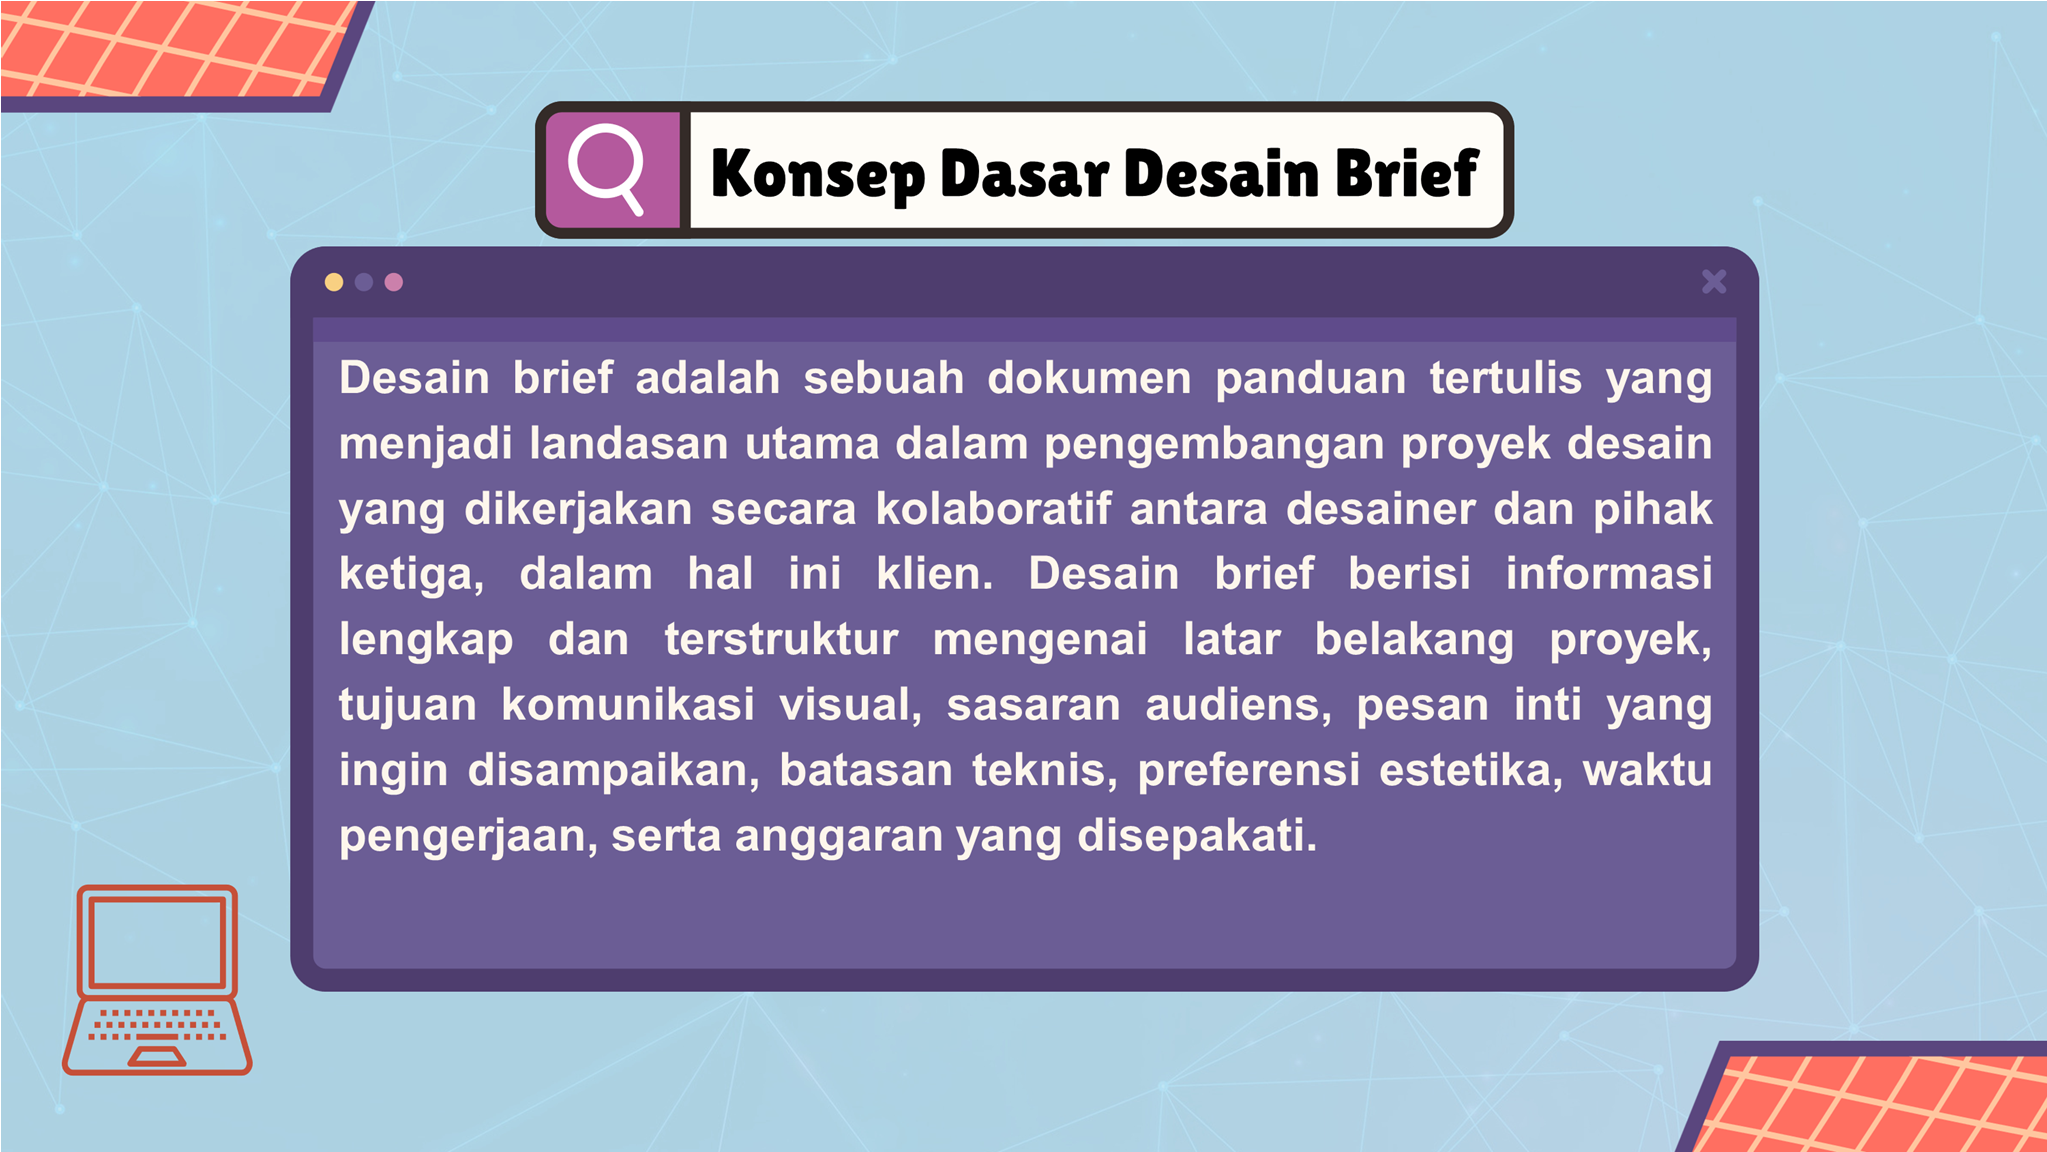 Konsep Dasar Desain Brief
Desain brief adalah sebuah dokumen panduan tertulis yang
menjadi landasan utama dalam pengembangan proyek desain
yang dikerjakan secara kolaboratif antara desainer dan pihak
ketiga, dalam hal ini klien. Desain brief berisi informasi
lengkap dan terstruktur mengenai latar belakang proyek,
tujuan komunikasi visual, sasaran audiens, pesan inti yang
ingin disampaikan, batasan teknis, preferensi estetika, waktu
pengerjaan, serta anggaran yang disepakati.